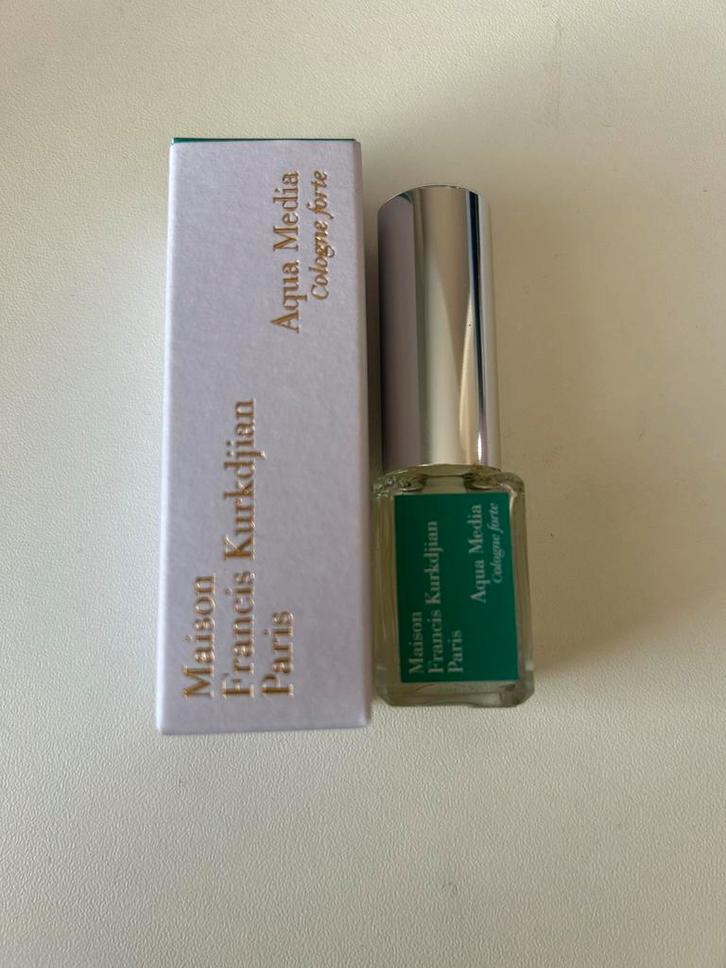 Maison
Francis Kurkdjian
Paris
Aqua Media
Cologne forte
Maison
Francis Kurkdjian
Paris
Aqua Media
Cologne forte